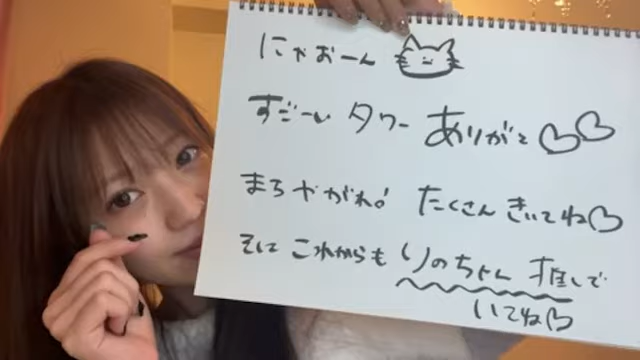 にゃおーん
すごーい タワー ありがと♡♡
まろやがね! たくさん きいてね♡
そして これからも りのちゃん 推しで
いてね♡